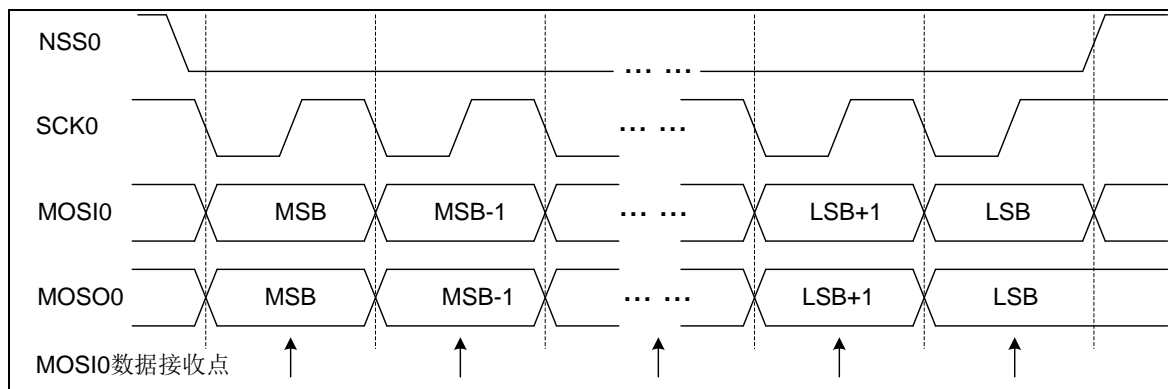 NSS0
... ...
SCK0
... ...
MOSI0 MSB MSB-1 ... ... LSB+1 LSB
MOSO0 MSB MSB-1 ... ... LSB+1 LSB
MOSI0数据接收点